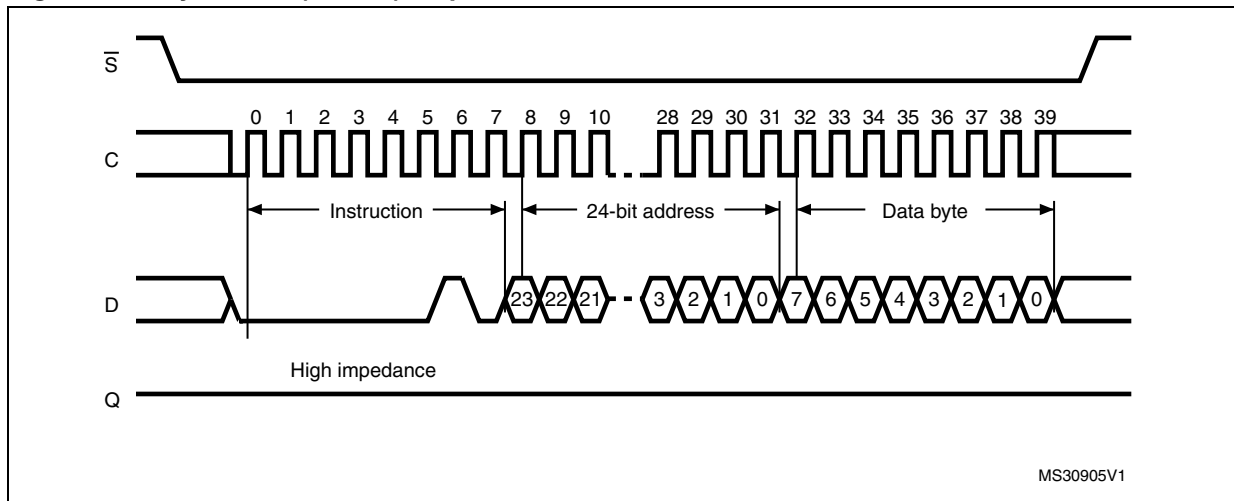 S
0 1 2 3 4 5 6 7 8 9 10 28 29 30 31 32 33 34 35 36 37 38 39
C
Instruction 24-bit address Data byte
D 23 22 21 3 2 1 0 7 6 5 4 3 2 1 0
High impedance
Q
MS30905V1